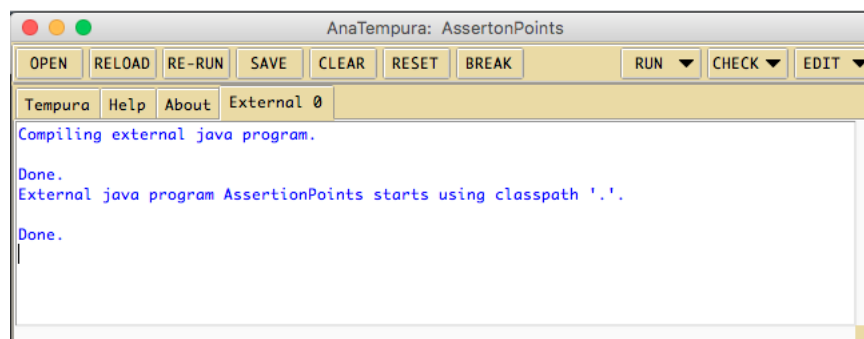 AnaTempura: AssertonPoints
OPEN RELOAD RE-RUN SAVE CLEAR RESET BREAK RUN CHECK EDIT
Tempura Help About External 0
Compiling external java program.
Done.
External java program AssertionPoints starts using classpath '.'.
Done.